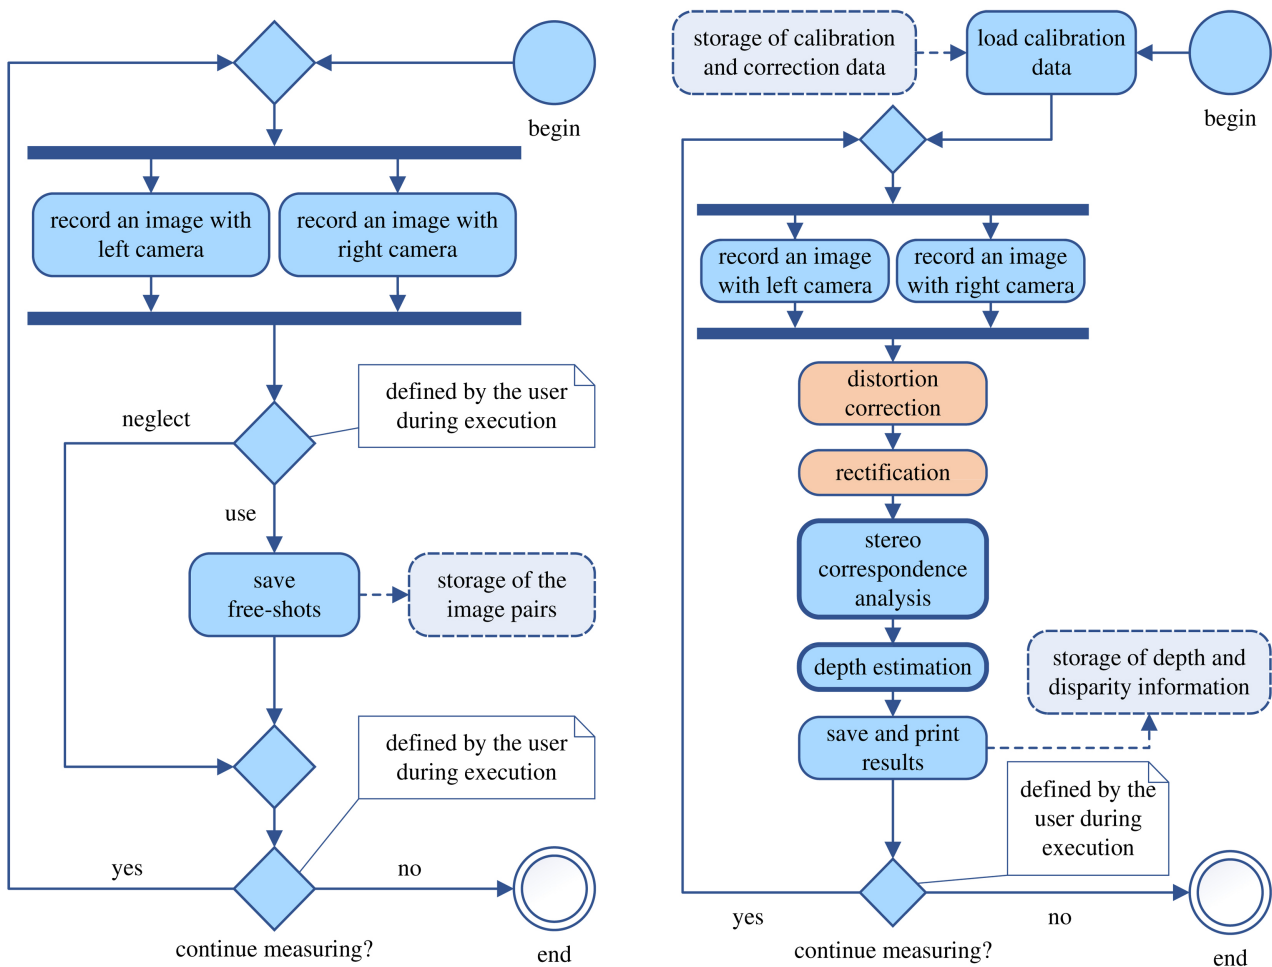 begin
record an image with
left camera
record an image with
right camera
defined by the user
during execution
neglect
use
save
free-shots
storage of the
image pairs
defined by the user
during execution
yes
no
continue measuring?
end
storage of calibration
and correction data
load calibration
data
begin
record an image
with left camera
record an image
with right camera
distortion
correction
rectification
stereo
correspondence
analysis
depth estimation
storage of depth and
disparity information
save and print
results
defined by the
user during
execution
yes
no
continue measuring?
end